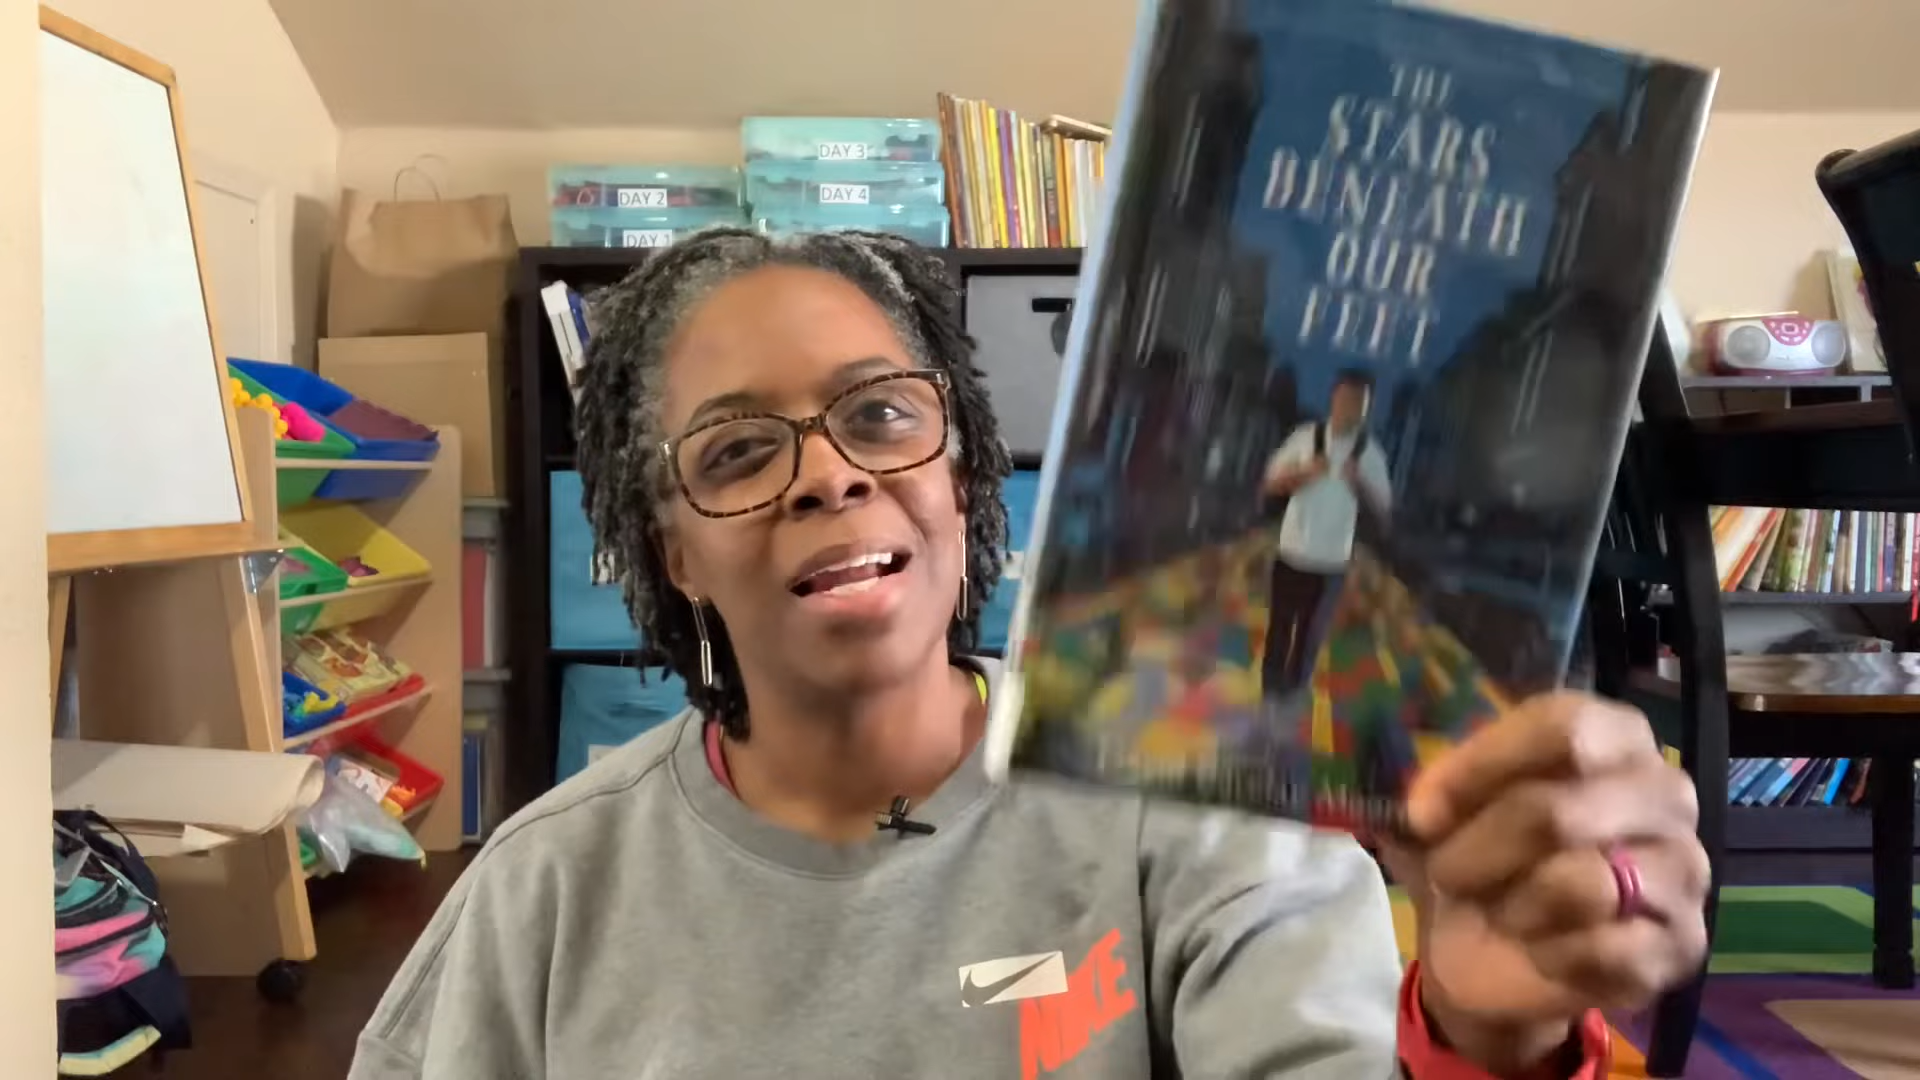 DAY 3
DAY 2
DAY 4
DAY 1
THE
STARS
BENEATH
OUR
FEET
NIKE